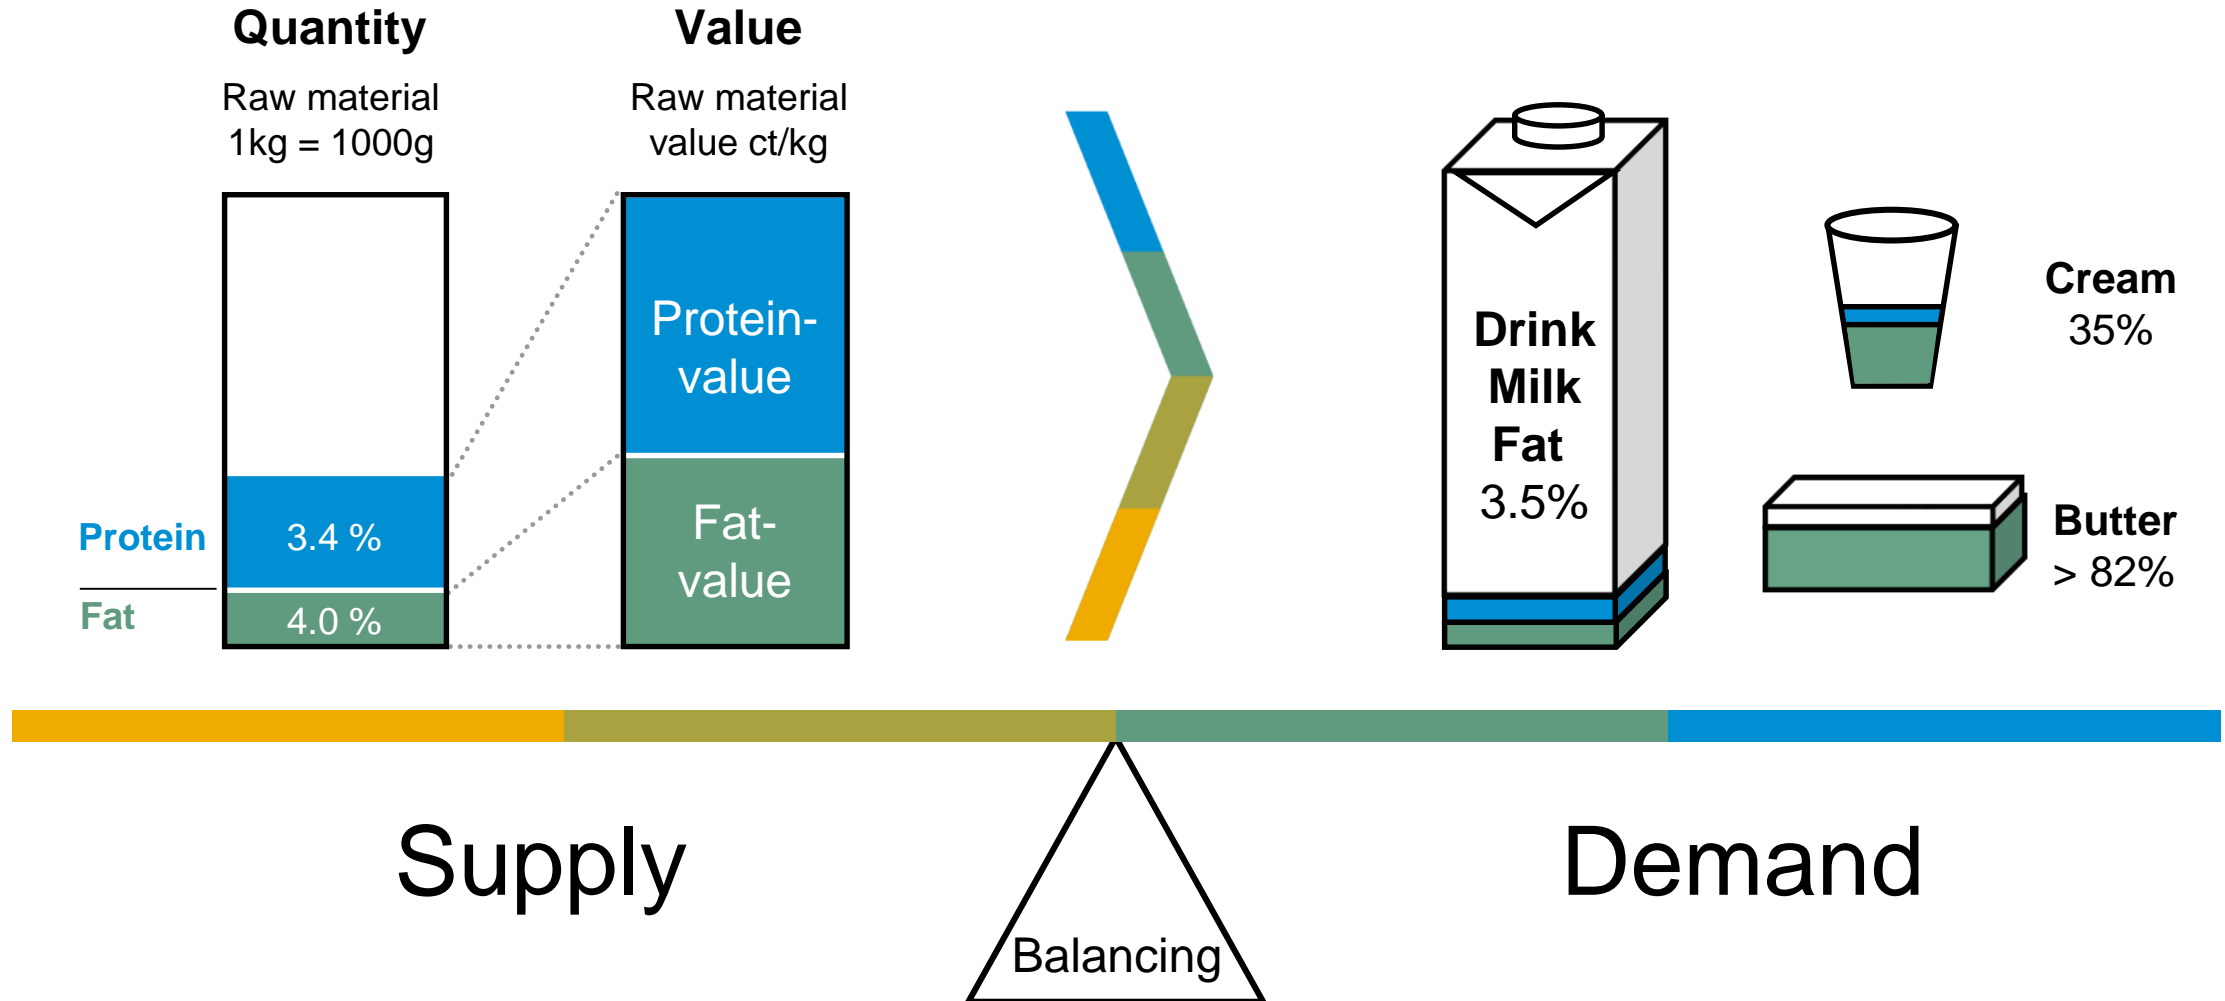 Quantity
Raw material
1kg = 1000g
Protein
3.4 %
Fat
4.0 %
Value
Raw material
value ct/kg
Protein-
value
Fat-
value
Drink
Milk
Fat
3.5%
Cream
35%
Butter
> 82%
Supply
Balancing
Demand